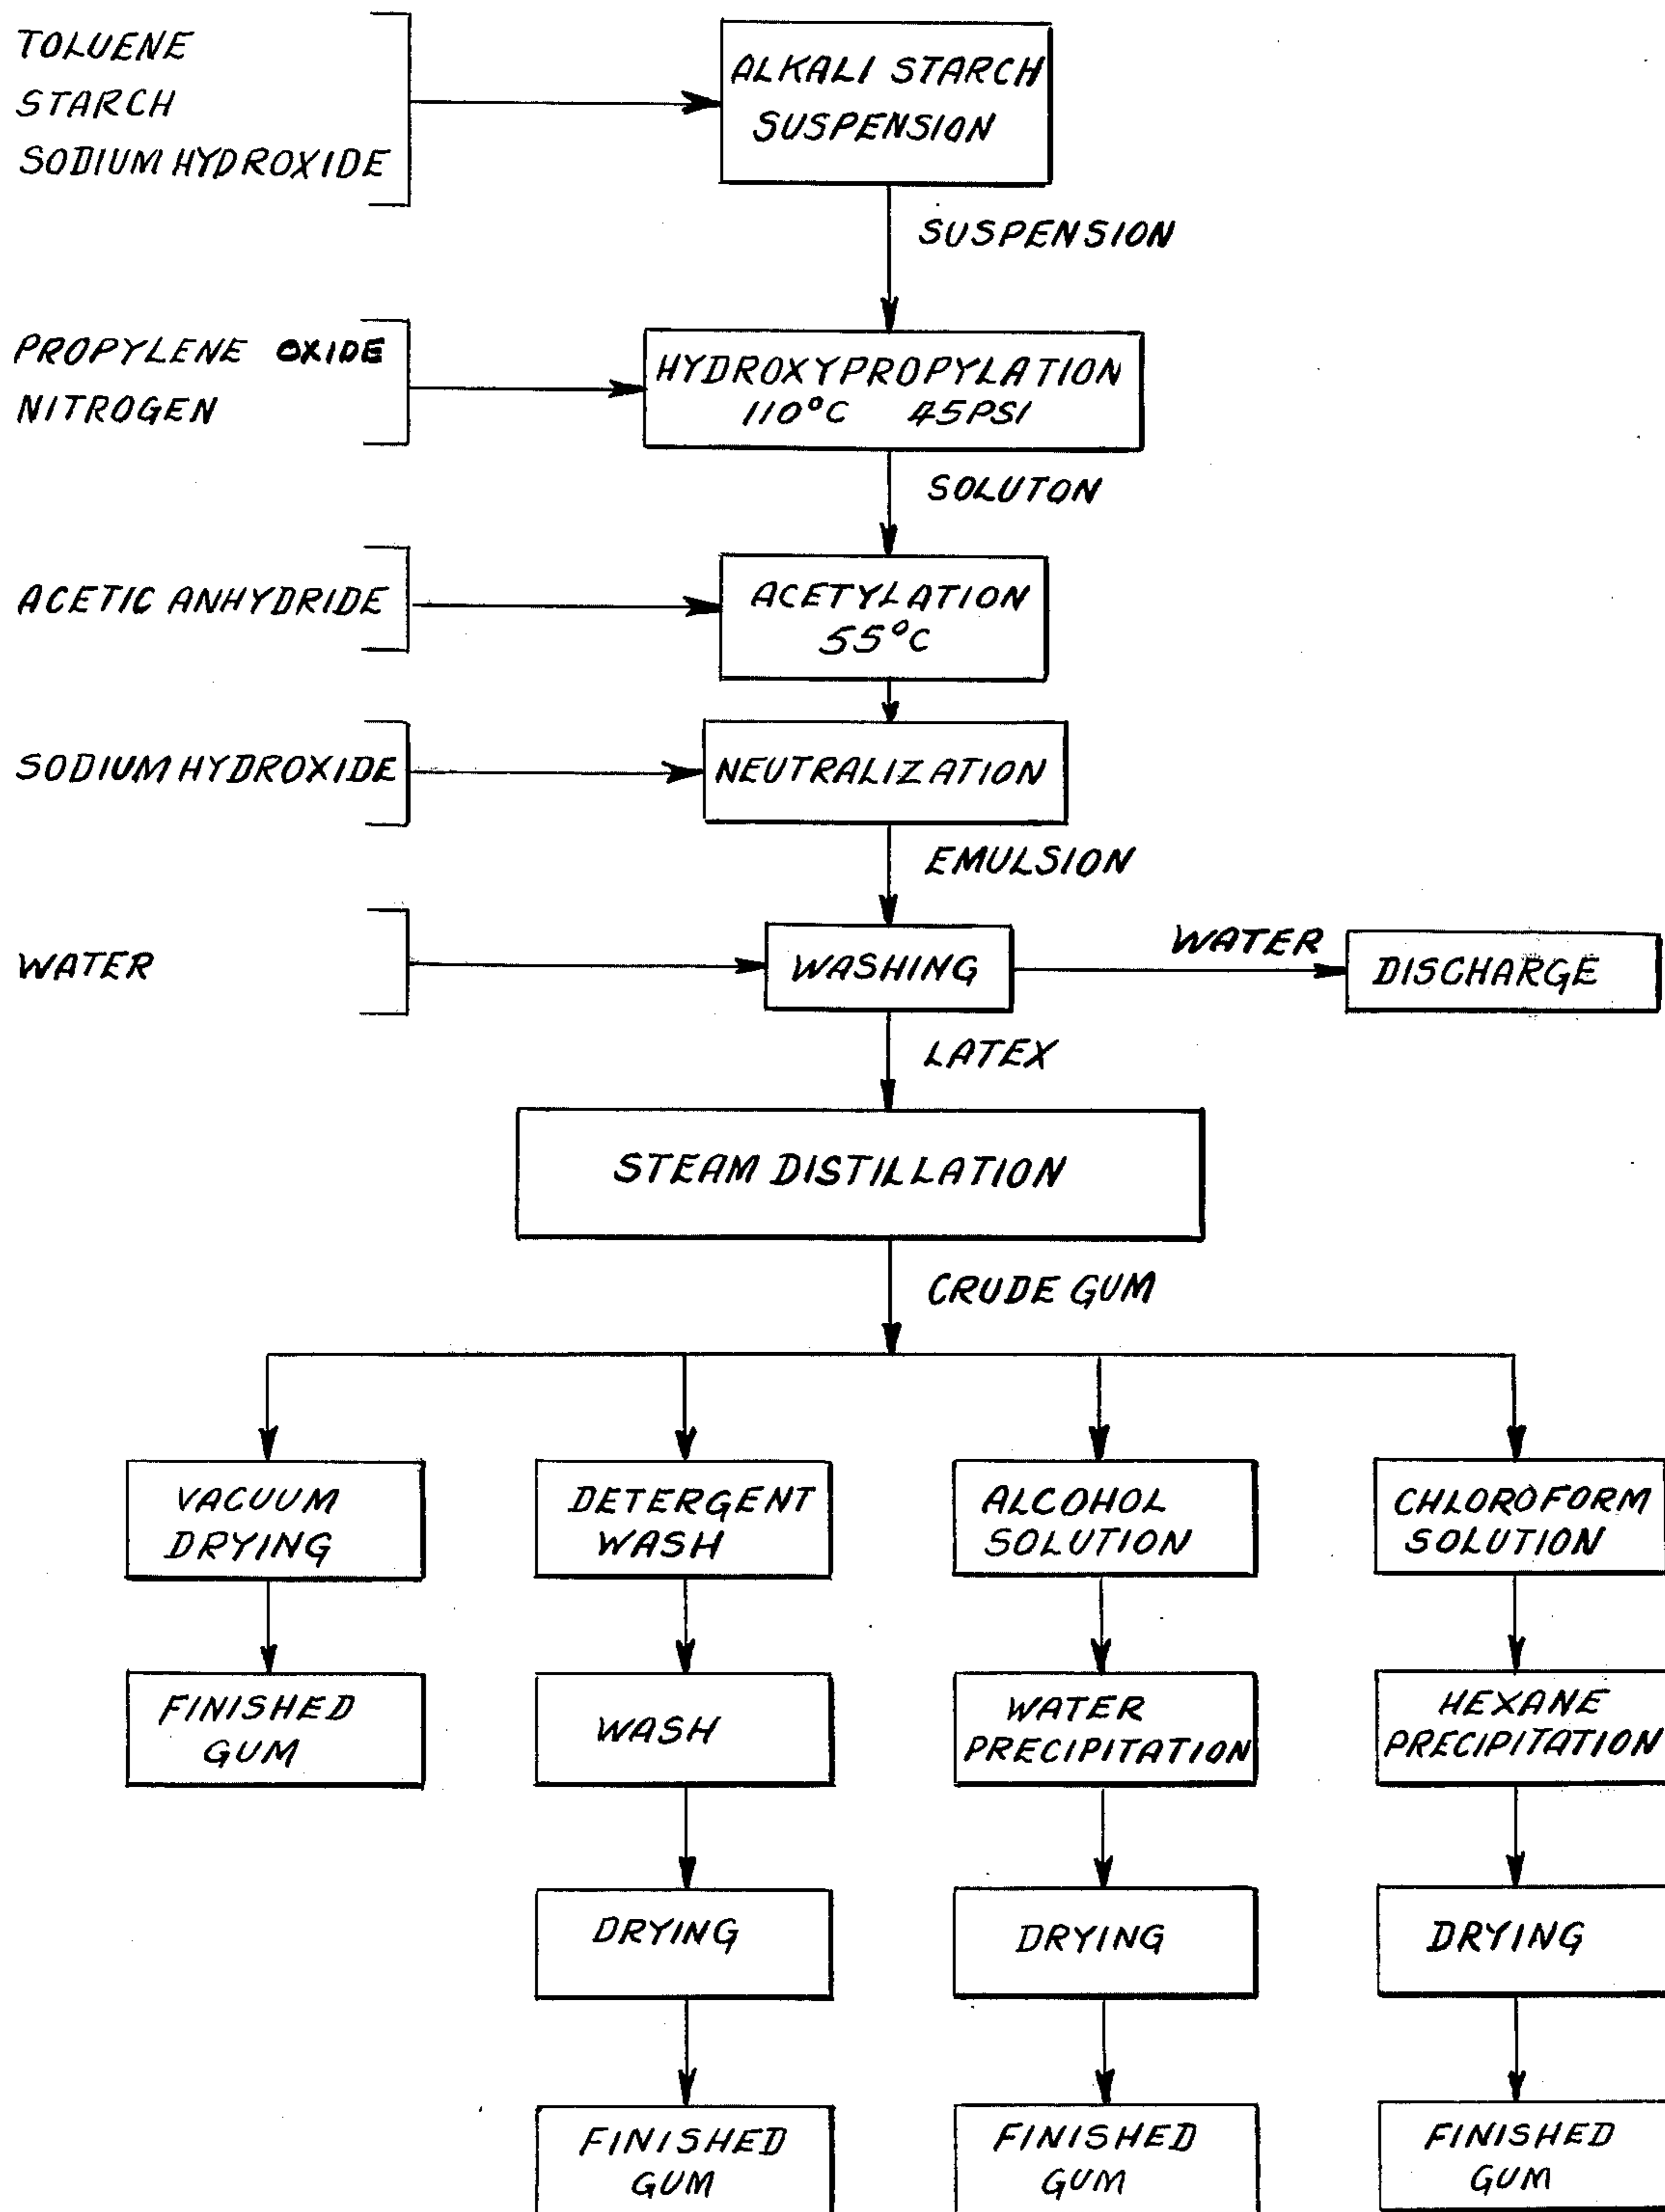 TOLUENE
STARCH
SODIUM HYDROXIDE
ALKALI STARCH
SUSPENSION
SUSPENSION
PROPYLENE OXIDE
NITROGEN
HYDROXYPROPYLATION
110°C 45PSI
SOLUTON
ACETIC ANHYDRIDE
ACETYLATION
55°C
SODIUM HYDROXIDE
NEUTRALIZATION
EMULSION
WATER
WASHING
WATER
DISCHARGE
LATEX
STEAM DISTILLATION
CRUDE GUM
VACUUM
DRYING
DETERGENT
WASH
ALCOHOL
SOLUTION
CHLOROFORM
SOLUTION
FINISHED
GUM
WASH
WATER
PRECIPITATION
HEXANE
PRECIPITATION
DRYING
DRYING
DRYING
FINISHED
GUM
FINISHED
GUM
FINISHED
GUM